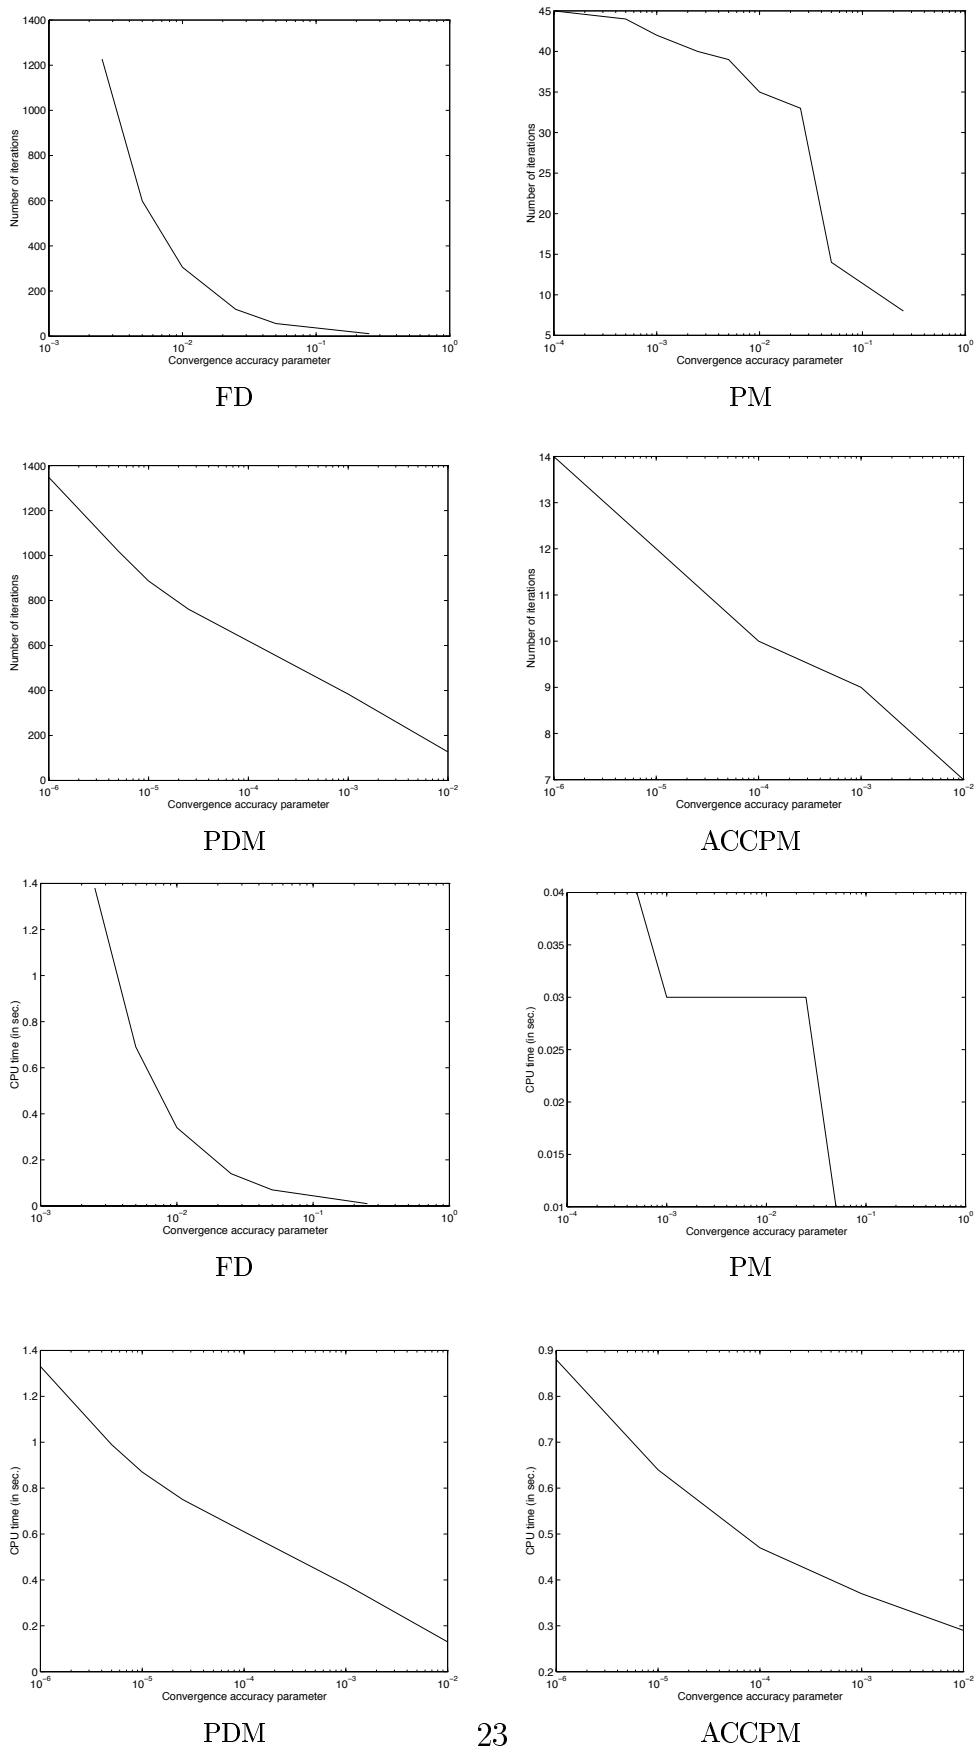 1400
1200
1000
800
600
400
200
0
Number of iterations
10⁻³ 10⁻² 10⁻¹ 10⁰
Convergence accuracy parameter
FD
45
40
35
30
25
20
15
10
5
Number of iterations
10⁻⁴ 10⁻³ 10⁻² 10⁻¹ 10⁰
Convergence accuracy parameter
PM
1400
1200
1000
800
600
400
200
0
Number of iterations
10⁻⁶ 10⁻⁵ 10⁻⁴ 10⁻³ 10⁻²
Convergence accuracy parameter
PDM
14
13
12
11
10
9
8
7
Number of iterations
10⁻⁶ 10⁻⁵ 10⁻⁴ 10⁻³ 10⁻²
Convergence accuracy parameter
ACCPM
1.4
1.2
1
0.8
0.6
0.4
0.2
0
CPU time (in sec.)
10⁻³ 10⁻² 10⁻¹ 10⁰
Convergence accuracy parameter
FD
0.04
0.035
0.03
0.025
0.02
0.015
0.01
CPU time (in sec.)
10⁻⁴ 10⁻³ 10⁻² 10⁻¹ 10⁰
Convergence accuracy parameter
PM
1.4
1.2
1
0.8
0.6
0.4
0.2
0
CPU time (in sec.)
10⁻⁶ 10⁻⁵ 10⁻⁴ 10⁻³ 10⁻²
Convergence accuracy parameter
PDM
0.9
0.8
0.7
0.6
0.5
0.4
0.3
0.2
CPU time (in sec.)
10⁻⁶ 10⁻⁵ 10⁻⁴ 10⁻³ 10⁻²
Convergence accuracy parameter
ACCPM
23